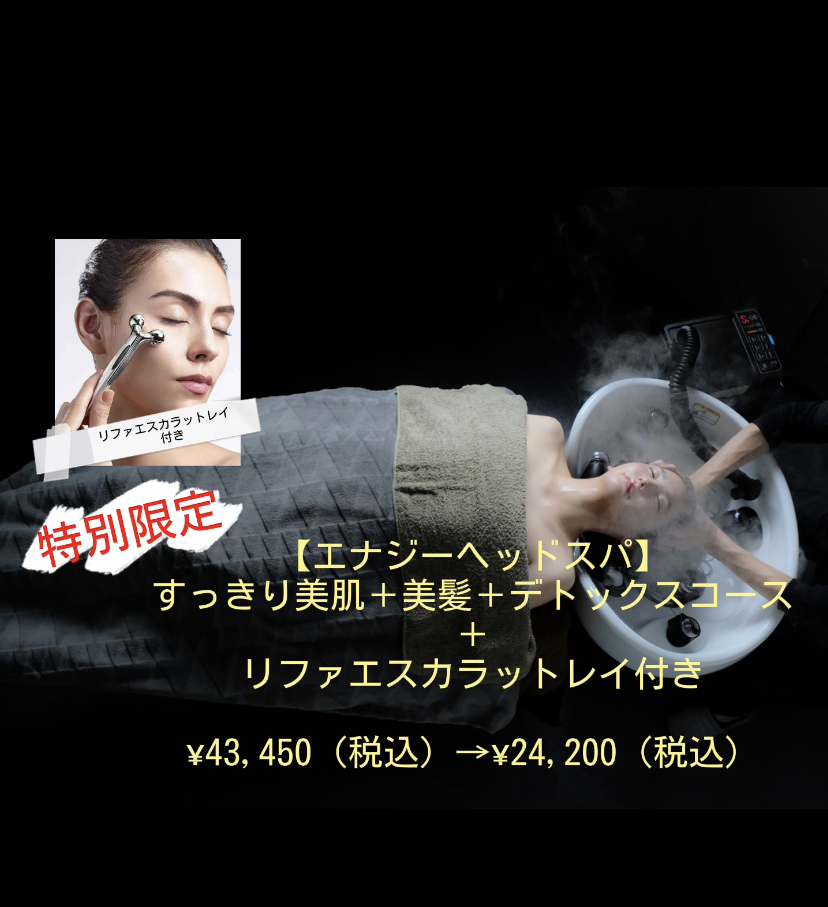 リファエスカラットレイ
付き
特別限定
【エナジーヘッドスパ】
すっきり美肌＋美髪＋デトックスコース
＋
リファエスカラットレイ付き
¥43,450（税込）→¥24,200（税込）